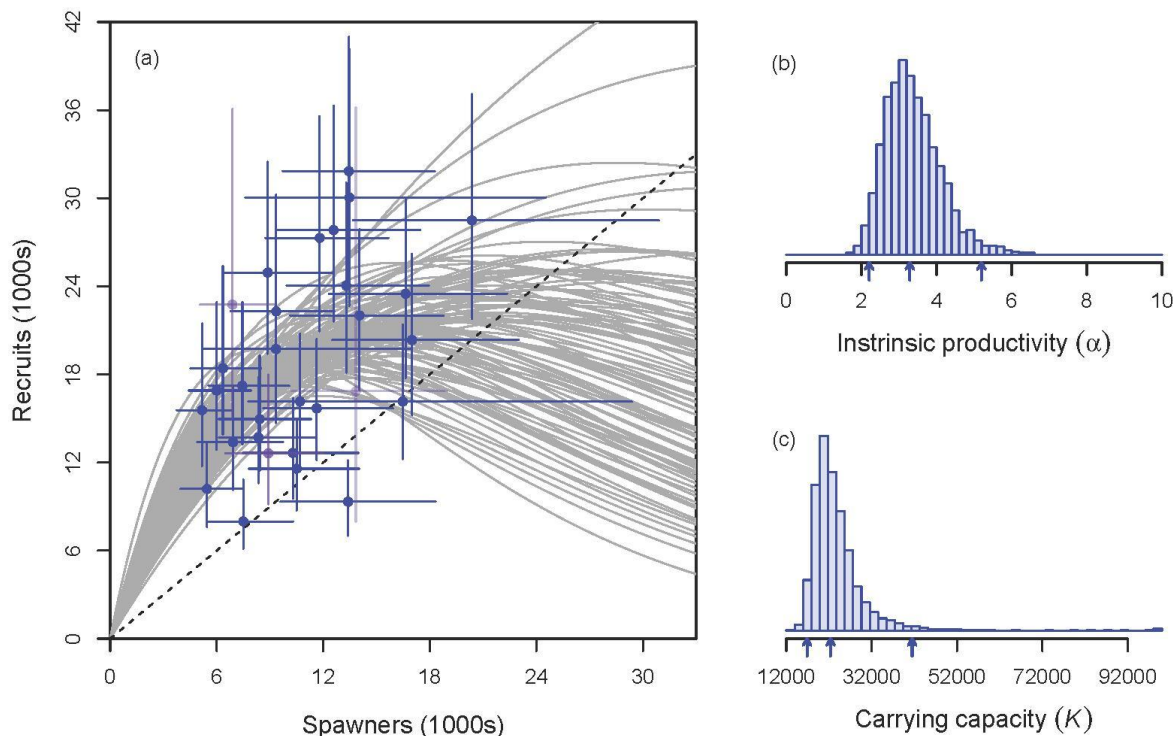 (a)
42
36
30
24
18
12
6
0
Recruits (1000s)
0 6 12 18 24 30
Spawners (1000s)
(b)
0 2 4 6 8 10
Instrinsic productivity (α)
(c)
12000 32000 52000 72000 92000
Carrying capacity (K)